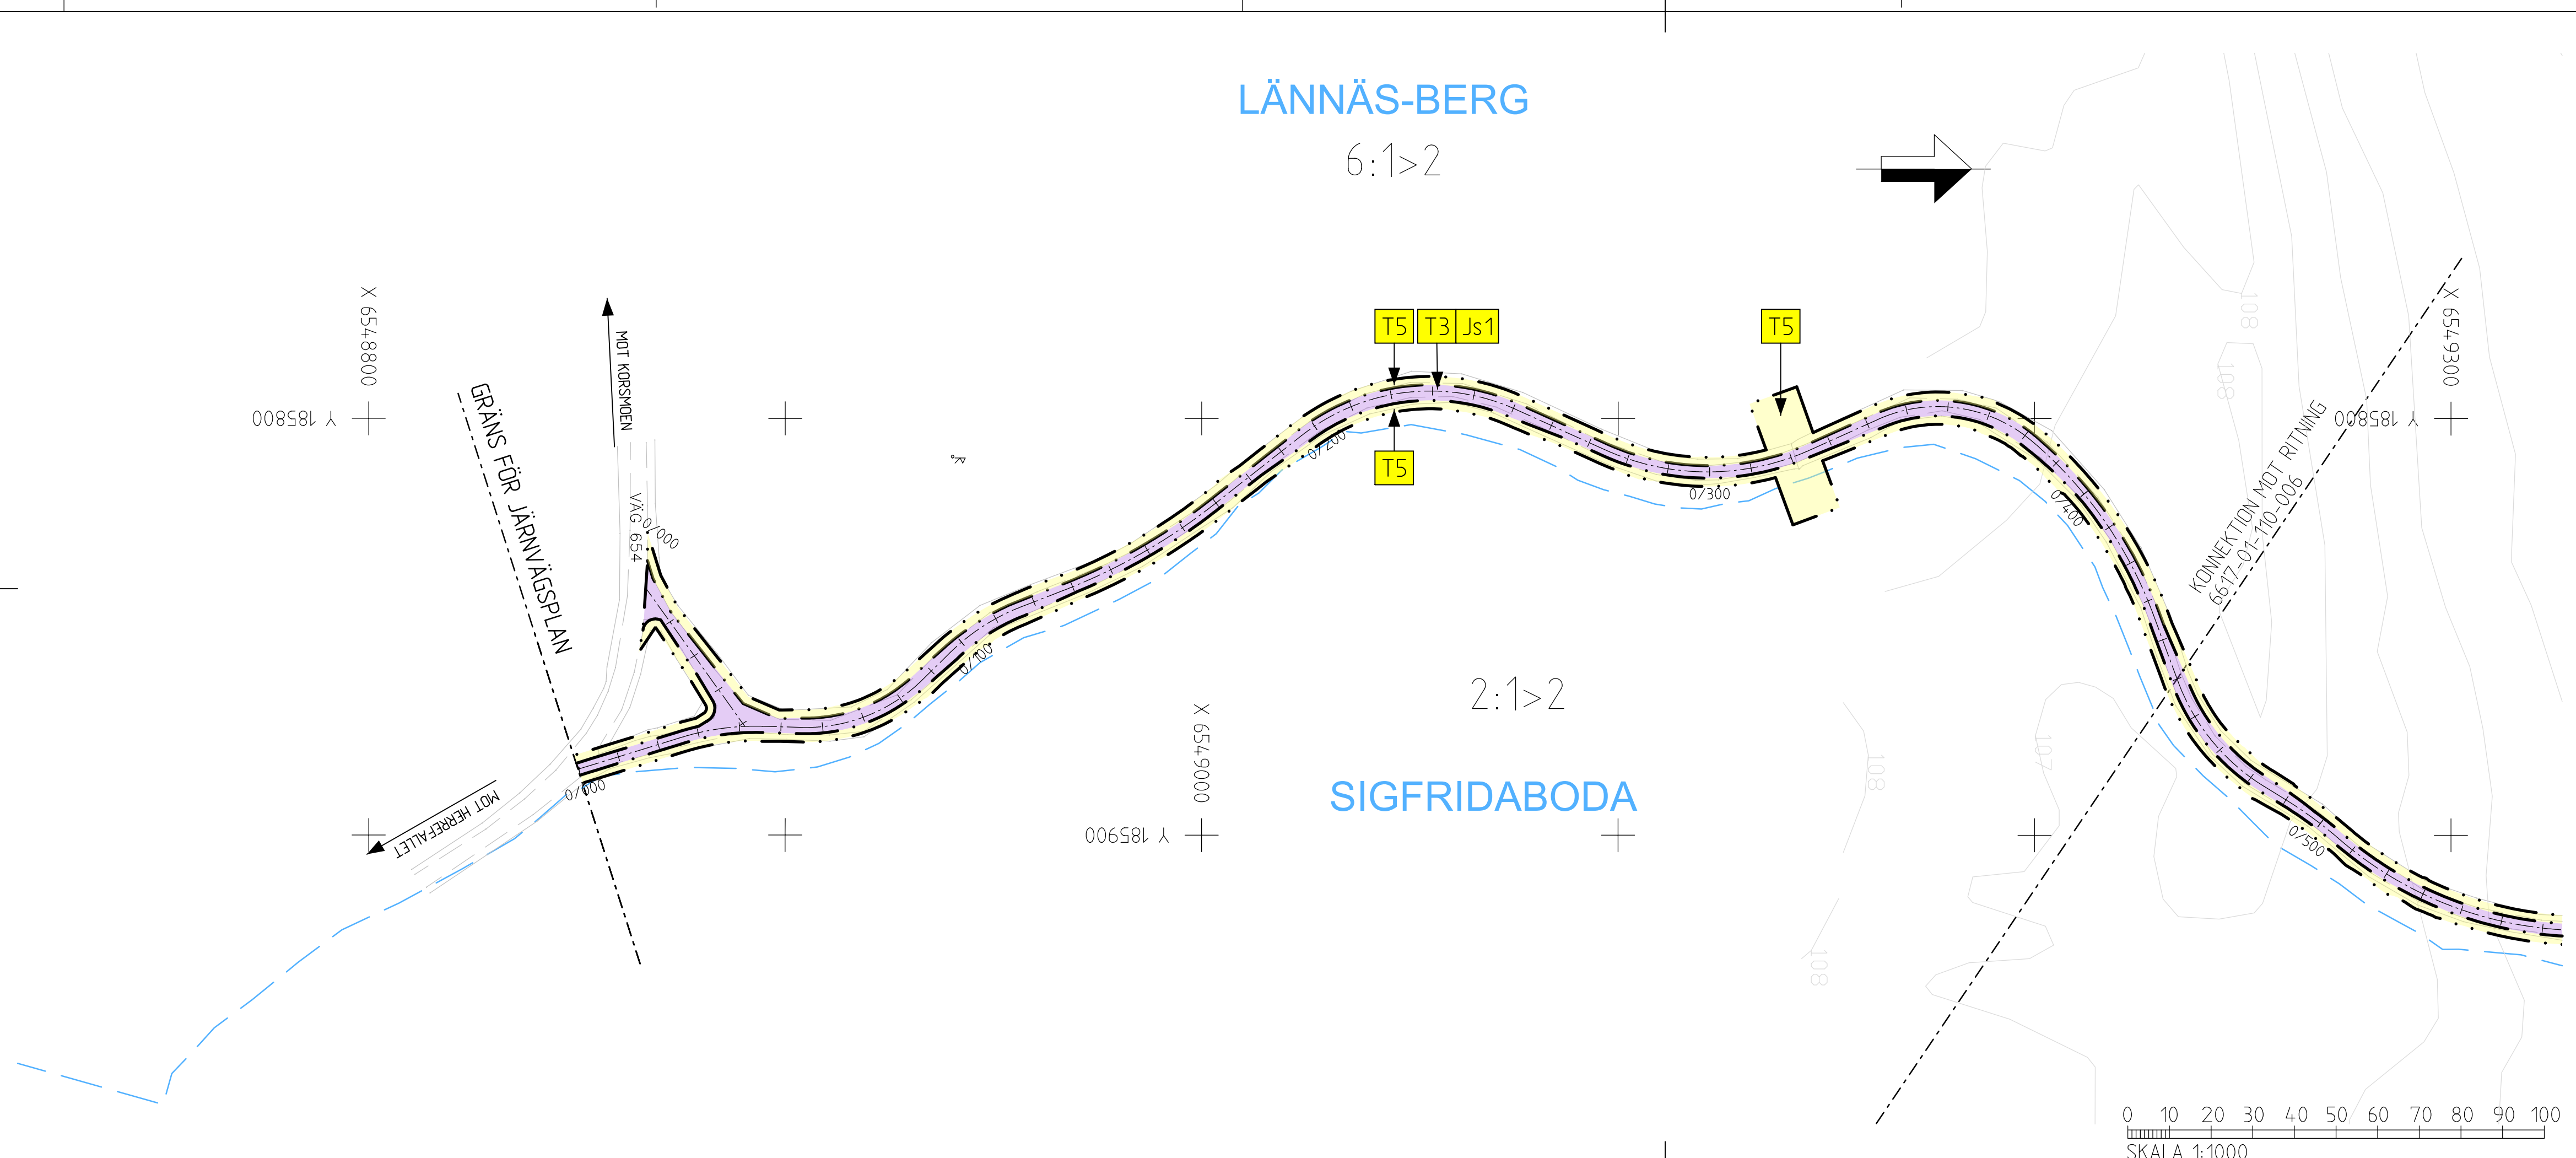 LÄNNÄS-BERG
6:1>2
X 6548800
Y 185800
MOT KORSMOEN
GRÄNS FÖR JÄRNVÄGSPLAN
VÄG 654
0/000
T5
T3
Js1
T5
T5
0/200
0/300
0/400
108
108
X 6549300
Y 185800
KONNEKTION MOT RITNING
6617-01-110-006
0/100
2:1>2
X 6549000
Y 185900
SIGFRIDABODA
0/000
MOT HERREFALLET
108
107
108
0/500
0 10 20 30 40 50 60 70 80 90 100
SKALA 1:1000